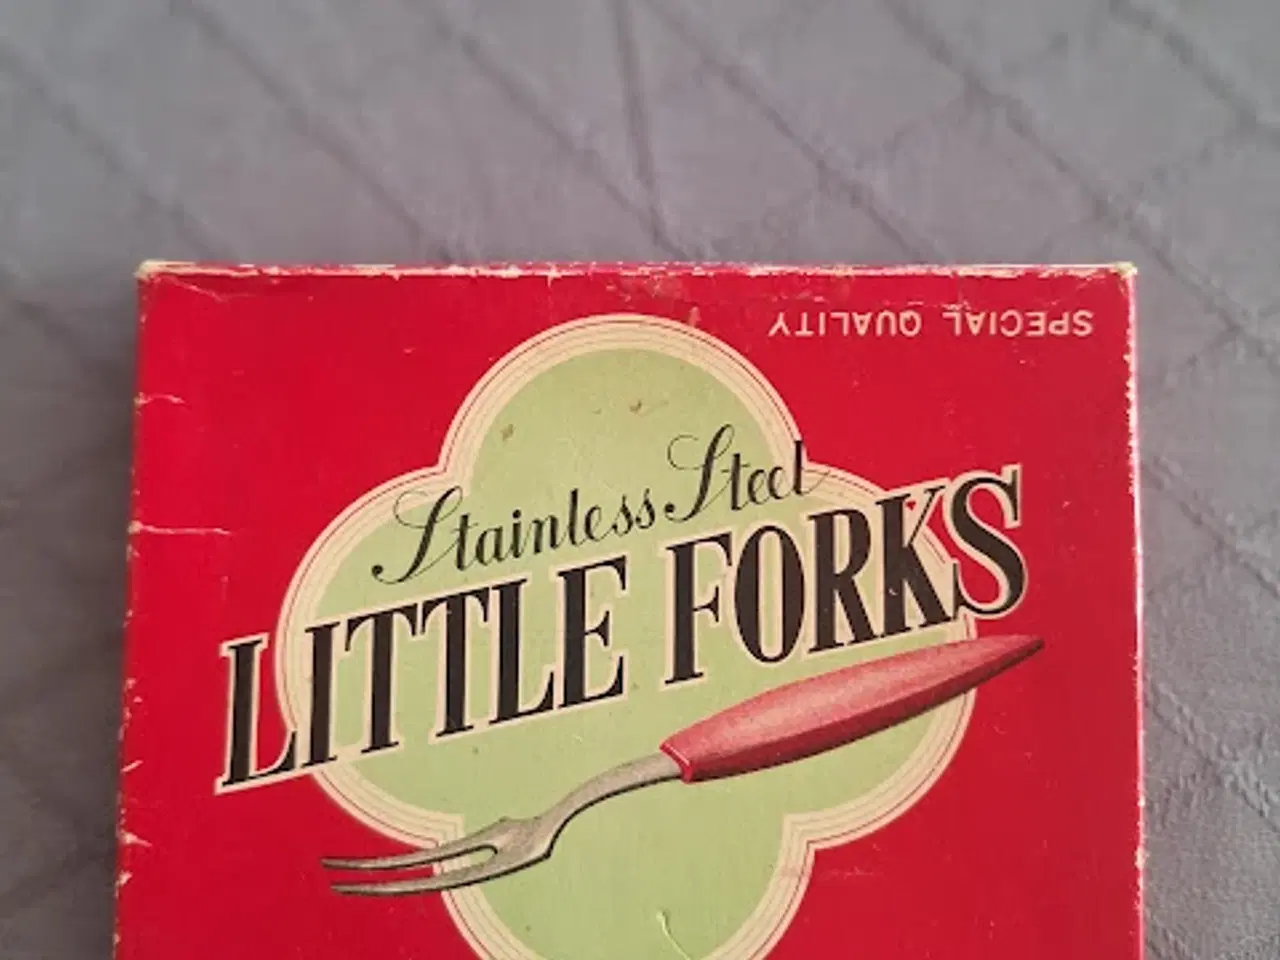 SPECIAL QUALITY
Stainless Steel
LITTLE FORKS